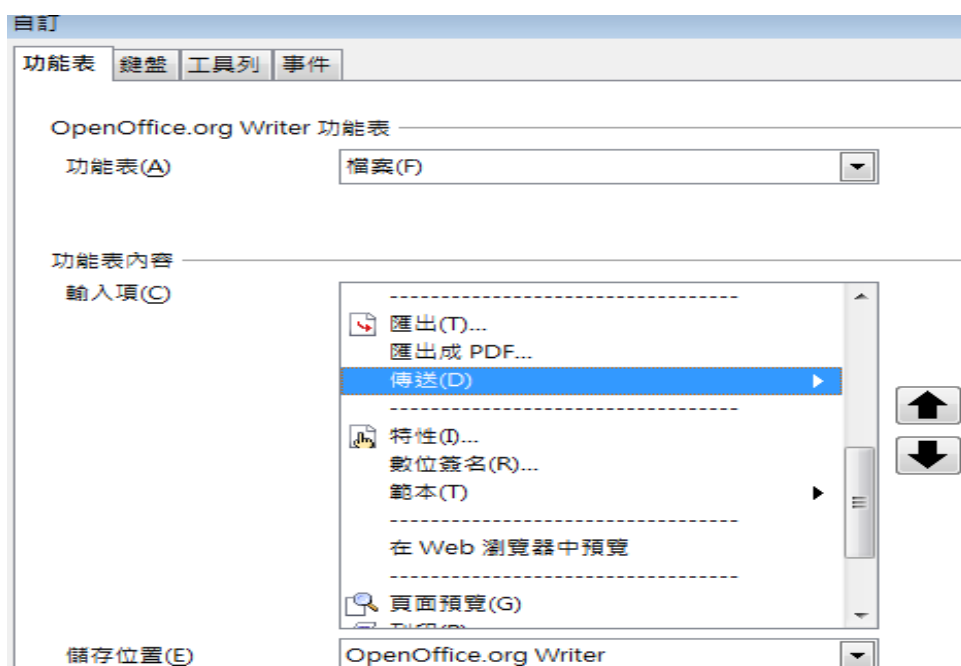 自訂
功能表 鍵盤 工具列 事件
OpenOffice.org Writer 功能表
功能表(A) 檔案(F)
功能表內容
輸入項(C)
----------------------------------
匯出(T)...
匯出成 PDF...
傳送(D)
----------------------------------
特性(I)...
數位簽名(R)...
範本(T)
----------------------------------
在 Web 瀏覽器中預覽
----------------------------------
頁面預覽(G)
儲存位置(E) OpenOffice.org Writer